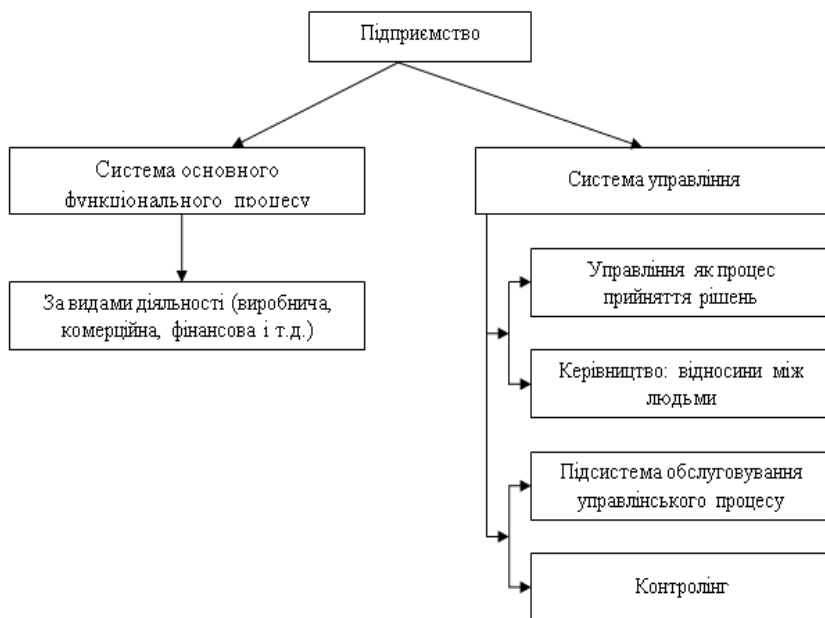 Підприємство
Система основного
функціонального процесу
Система управління
За видами діяльності (виробнича,
комерційна, фінансова і т.д.)
Управління як процес
прийняття рішень
Керівництво: відносини між
людьми
Підсистема обслуговування
управлінського процесу
Контролінг